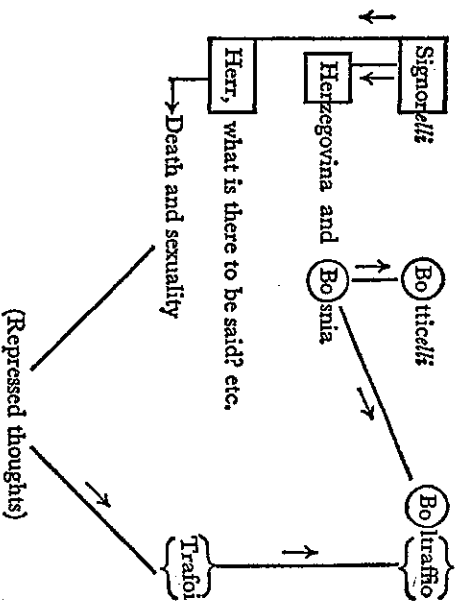 Signorelli
Botticelli
Boltraffio
Herzegovina and Bosnia
Herr, what is there to be said? etc.
Trafoi
Death and sexuality
(Repressed thoughts)